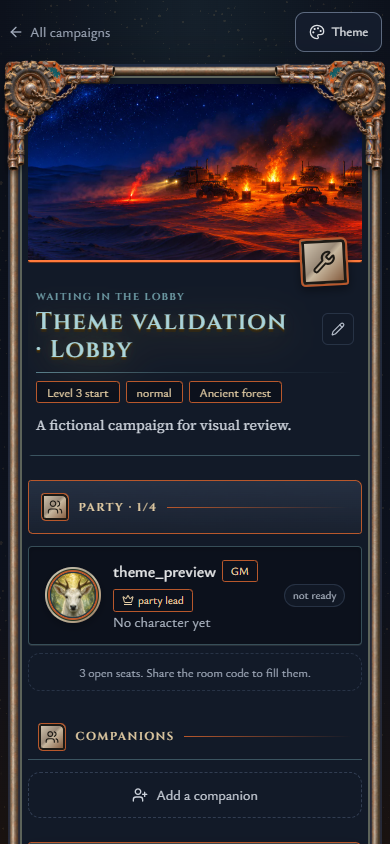 All campaigns
Theme
WAITING IN THE LOBBY
THEME VALIDATION
· LOBBY
Level 3 start
normal
Ancient forest
A fictional campaign for visual review.
PARTY · 1/4
theme_preview
GM
party lead
not ready
No character yet
3 open seats. Share the room code to fill them.
COMPANIONS
Add a companion